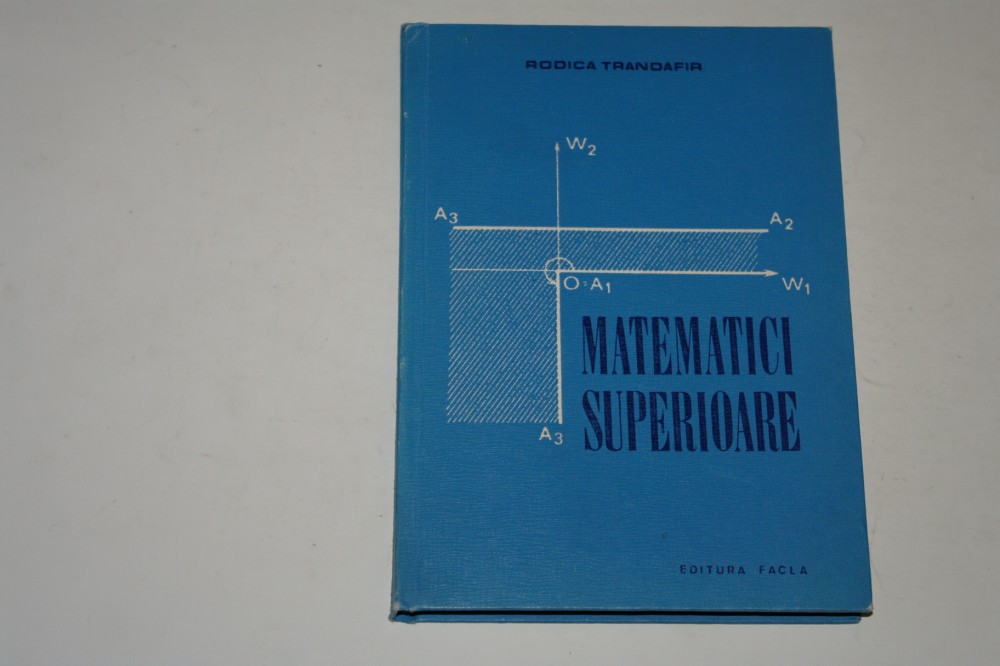 RODICA TRANDAFIR
W2
A3
A2
O=A1
W1
MATEMATICI
SUPERIOARE
A3
EDITURA FACLA